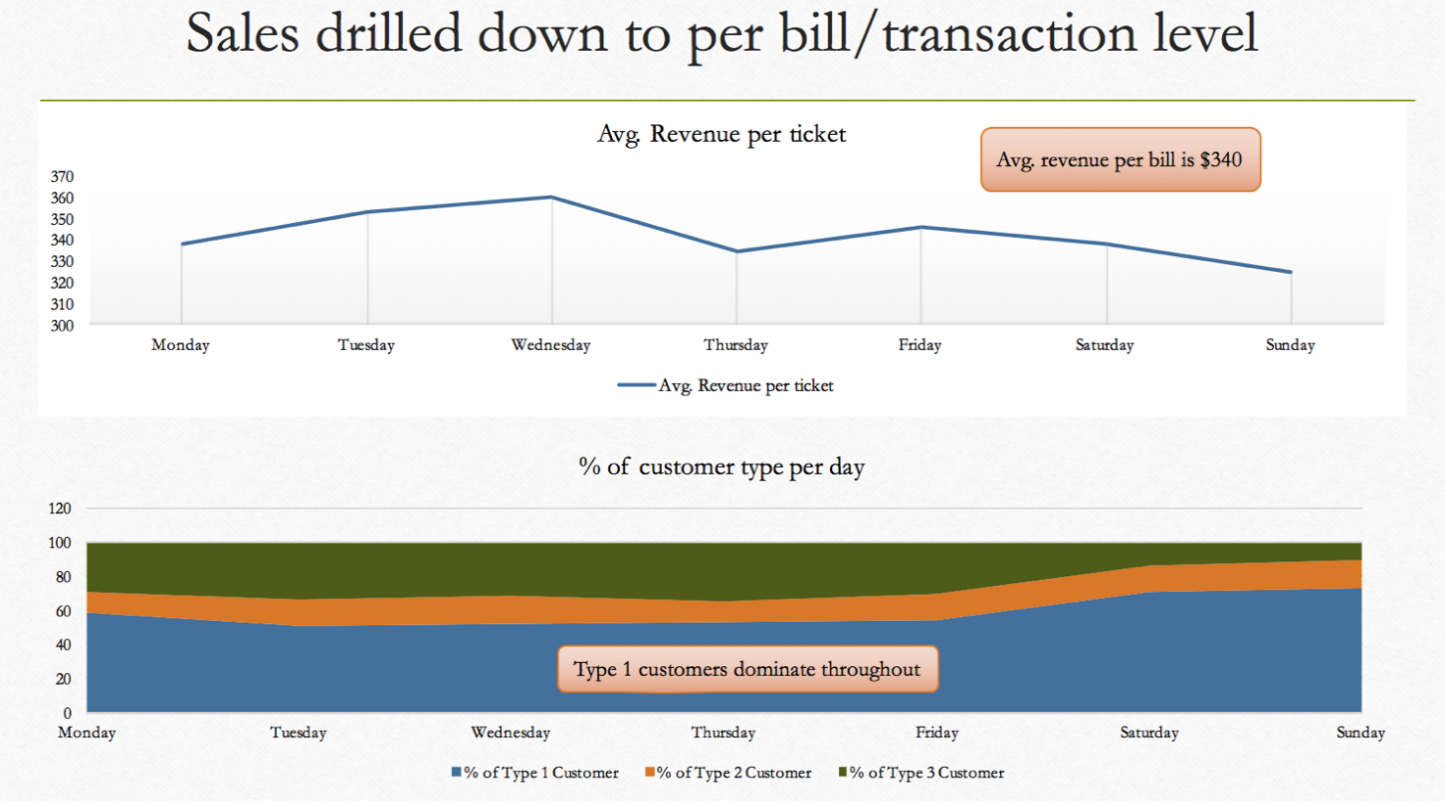 Sales drilled down to per bill/transaction level
Avg. Revenue per ticket
Avg. revenue per bill is $340
370
360
350
340
330
320
310
300
Monday Tuesday Wednesday Thursday Friday Saturday Sunday
Avg. Revenue per ticket
% of customer type per day
120
100
80
60
40
20
0
Type 1 customers dominate throughout
Monday Tuesday Wednesday Thursday Friday Saturday Sunday
% of Type 1 Customer % of Type 2 Customer % of Type 3 Customer